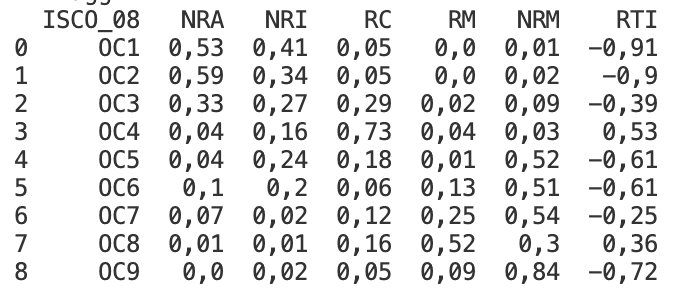 ISCO_08 NRA NRI RC RM NRM RTI
0 OC1 0,53 0,41 0,05 0,0 0,01 −0,91
1 OC2 0,59 0,34 0,05 0,0 0,02 −0,9
2 OC3 0,33 0,27 0,29 0,02 0,09 −0,39
3 OC4 0,04 0,16 0,73 0,04 0,03 0,53
4 OC5 0,04 0,24 0,18 0,01 0,52 −0,61
5 OC6 0,1 0,2 0,06 0,13 0,51 −0,61
6 OC7 0,07 0,02 0,12 0,25 0,54 −0,25
7 OC8 0,01 0,01 0,16 0,52 0,3 0,36
8 OC9 0,0 0,02 0,05 0,09 0,84 −0,72